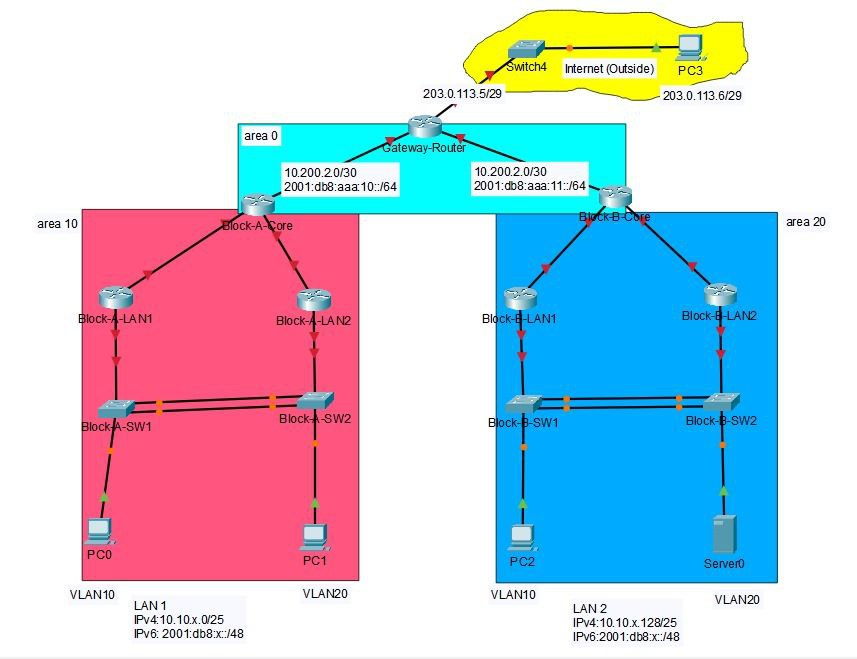 Switch4
Internet (Outside)
PC3
203.0.113.5/29
203.0.113.6/29
area 0
Gateway-Router
10.200.2.0/30
2001:db8:aaa:10::/64
10.200.2.0/30
2001:db8:aaa:11::/64
area 10
Block-A-Core
Block-B-Core
area 20
Block-A-LAN1
Block-A-LAN2
Block-B-LAN1
Block-B-LAN2
Block-A-SW1
Block-A-SW2
Block-B-SW1
Block-B-SW2
PC0
PC1
PC2
Server0
VLAN10
VLAN20
VLAN10
VLAN20
LAN 1
IPv4:10.10.x.0/25
IPv6: 2001:db8:x::/48
LAN 2
IPv4:10.10.x.128/25
IPv6:2001:db8:x::/48